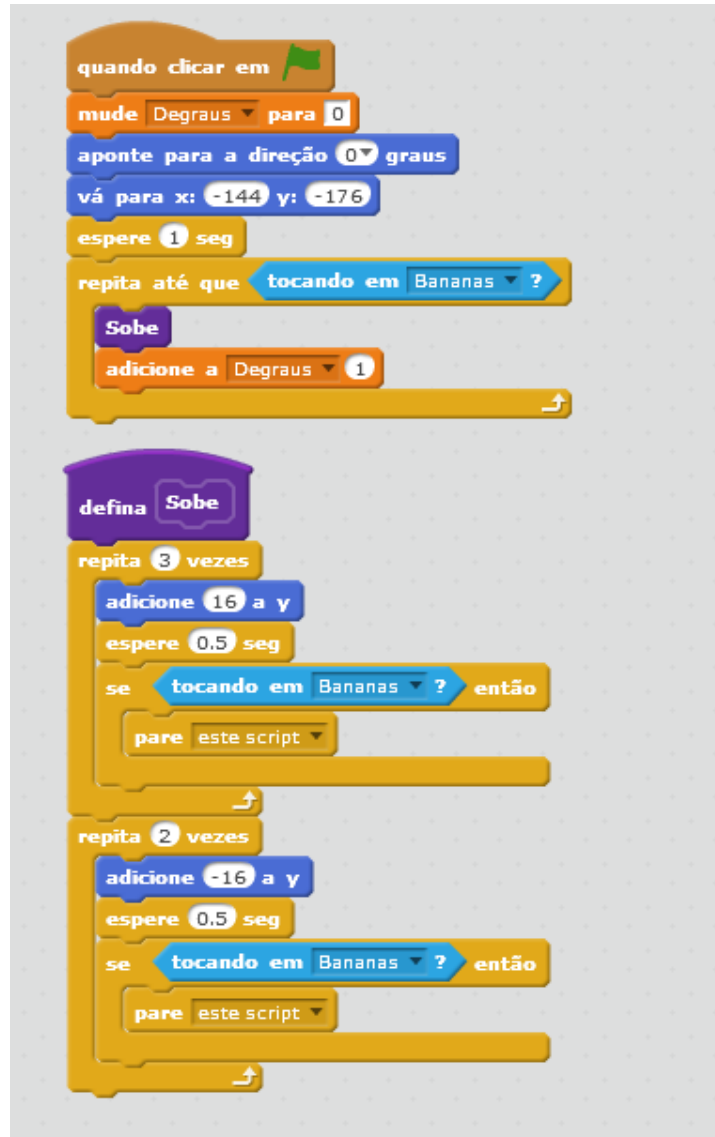 quando clicar em
mude Degraus para 0
aponte para a direção 0 graus
vá para x: -144 y: -176
espere 1 seg
repita até que tocando em Bananas ?
Sobe
adicione a Degraus 1
defina Sobe
repita 3 vezes
adicione 16 a y
espere 0.5 seg
se tocando em Bananas ? então
pare este script
repita 2 vezes
adicione -16 a y
espere 0.5 seg
se tocando em Bananas ? então
pare este script